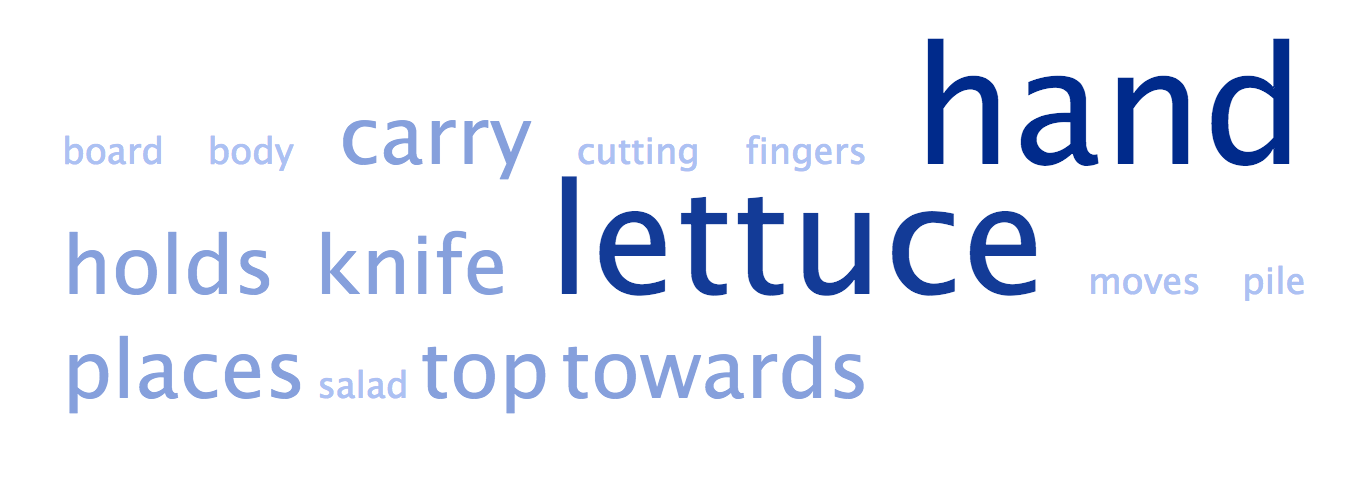 board body carry cutting fingers hand
holds knife lettuce moves pile
places salad top towards